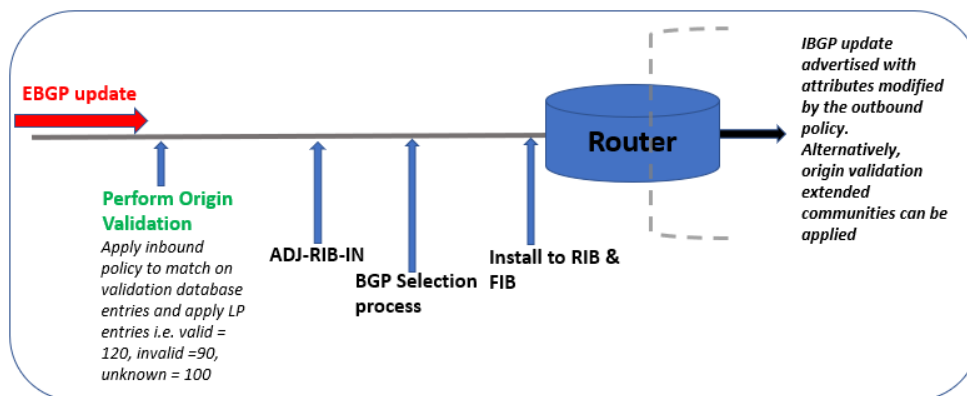 EBGP update
Perform Origin
Validation
Apply inbound
policy to match on
validation database
entries and apply LP
entries i.e. valid =
120, invalid =90,
unknown = 100
ADJ-RIB-IN
BGP Selection
process
Install to RIB &
FIB
Router
IBGP update
advertised with
attributes modified
by the outbound
policy.
Alternatively,
origin validation
extended
communities can be
applied